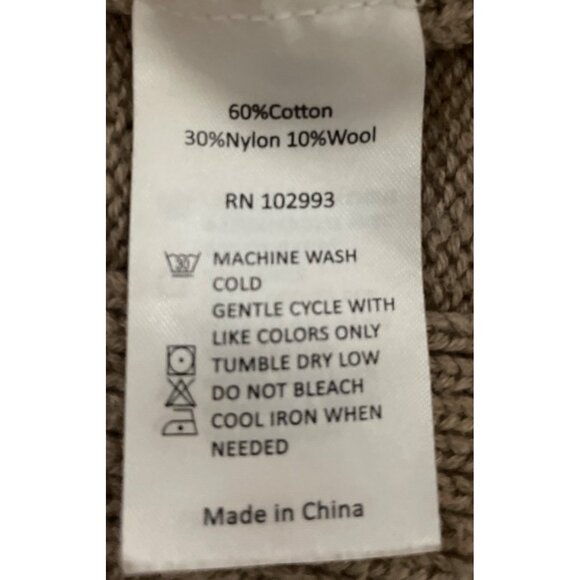 60%Cotton
30%Nylon 10%Wool
RN 102993
30
MACHINE WASH
COLD
GENTLE CYCLE WITH
LIKE COLORS ONLY
TUMBLE DRY LOW
DO NOT BLEACH
COOL IRON WHEN
NEEDED
Made in China